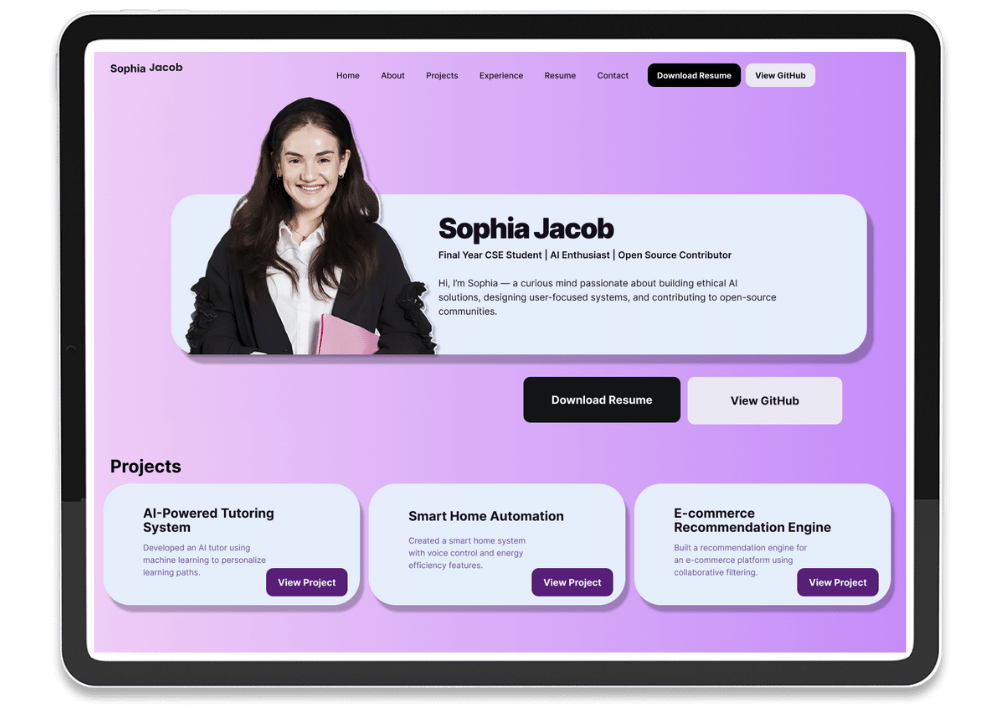 Sophia Jacob
Home About Projects Experience Resume Contact Download Resume View GitHub
Sophia Jacob
Final Year CSE Student | AI Enthusiast | Open Source Contributor
Hi, I'm Sophia — a curious mind passionate about building ethical AI
solutions, designing user-focused systems, and contributing to open-source
communities.
Download Resume View GitHub
Projects
AI-Powered Tutoring
System
Developed an AI tutor using
machine learning to personalize
learning paths.
View Project
Smart Home Automation
Created a smart home system
with voice control and energy
efficiency features.
View Project
E-commerce
Recommendation Engine
Built a recommendation engine for
an e-commerce platform using
collaborative filtering.
View Project